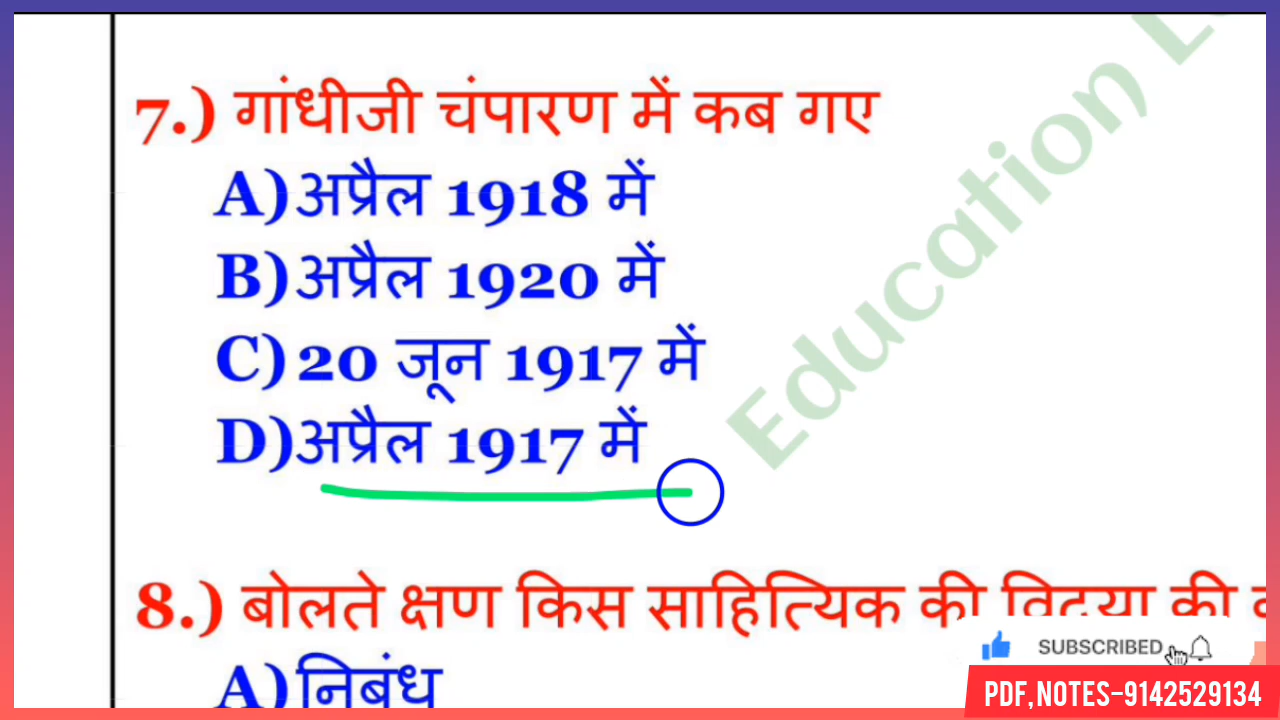 7.) गांधीजी चंपारण में कब गए
A) अप्रैल 1918 में
B) अप्रैल 1920 में
C) 20 जून 1917 में
D) अप्रैल 1917 में
Education
8.) बोलते क्षण किस साहित्यिक की विद्या की
A) निबंध
SUBSCRIBED
PDF,NOTES-9142529134